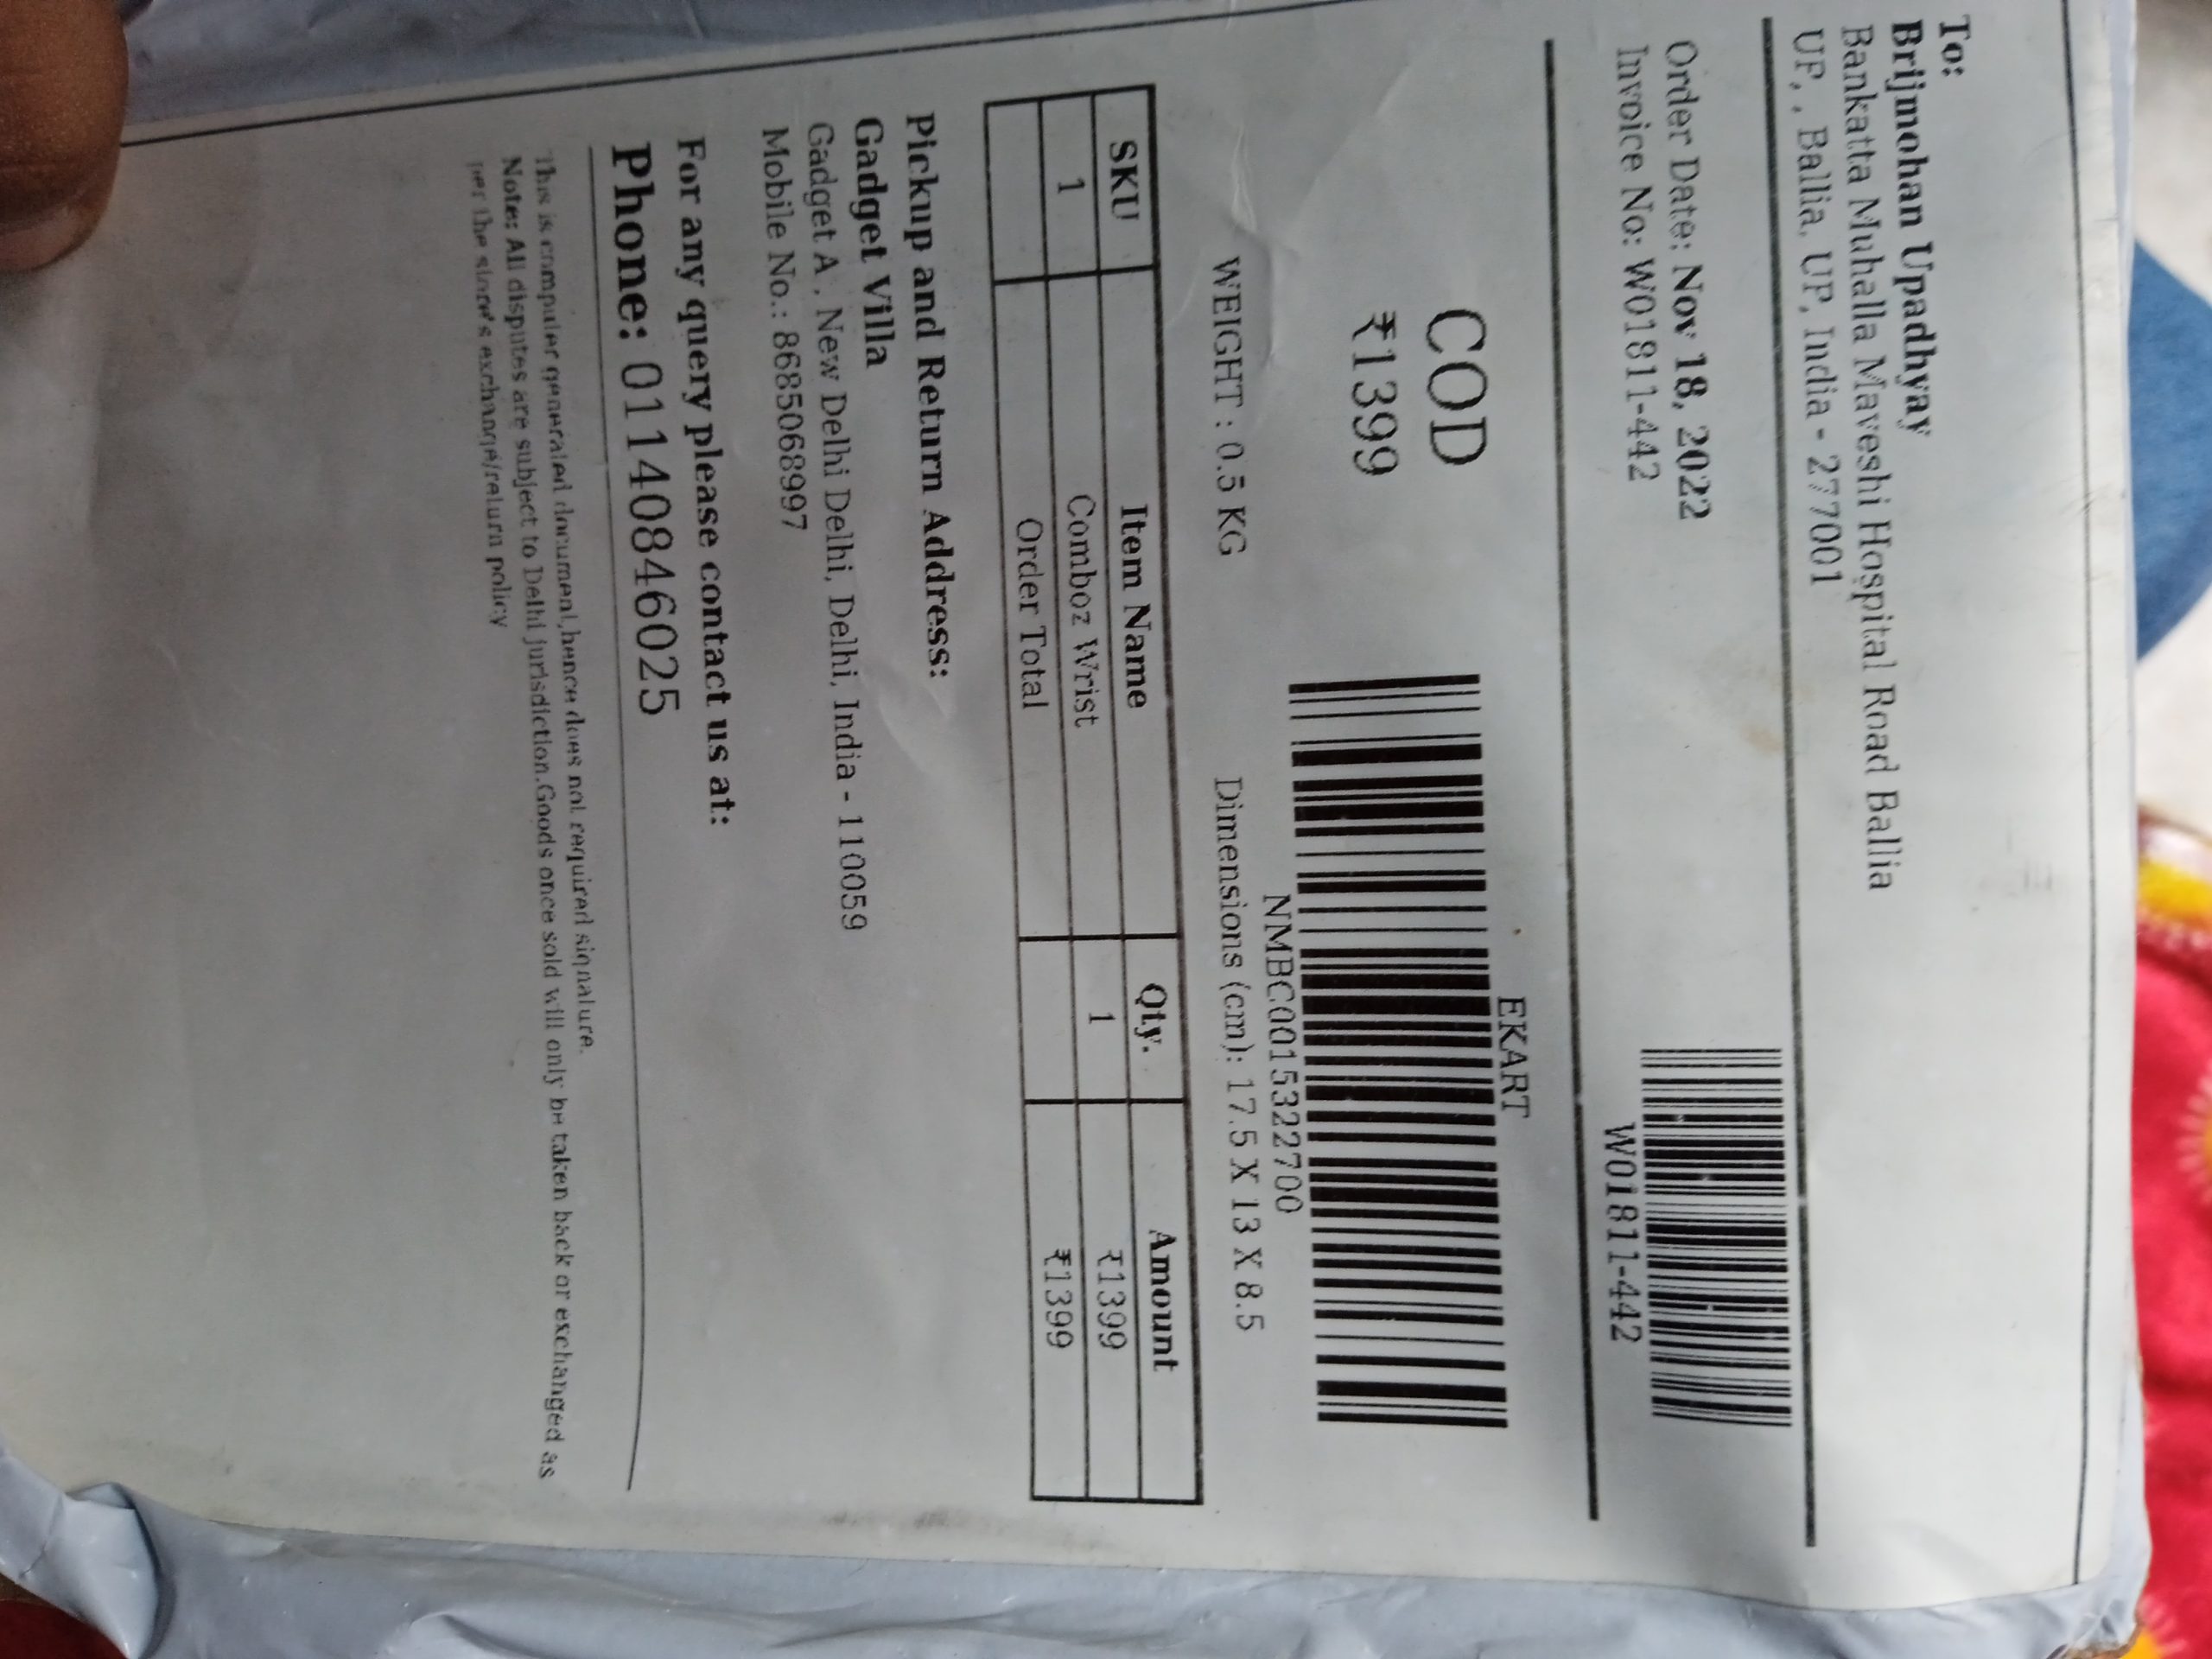 To:
Brijmohan Upadhyay
Bankatta Muhalla Maveshi Hospital Road Ballia
UP, , Ballia, UP, India - 277001
Order Date: Nov 18, 2022
Invoice No: W01811-442
W01811-442
COD
₹1399
EKART
NMBC0015322700
WEIGHT : 0.5 KG Dimensions (cm): 17.5 X 13 X 8.5
SKU Item Name Qty. Amount
1 Comboz Wrist 1 ₹1399
Order Total ₹1399
Pickup and Return Address:
Gadget Villa
Gadget A , New Delhi Delhi, Delhi, India - 110059
Mobile No.: 8685068997
For any query please contact us at:
Phone: 01140846025
This is computer generated document,hence does not required signature.
Note: All disputes are subject to Delhi jurisdiction.Goods once sold will only be taken back or exchanged as
per the store's exchange/return policy